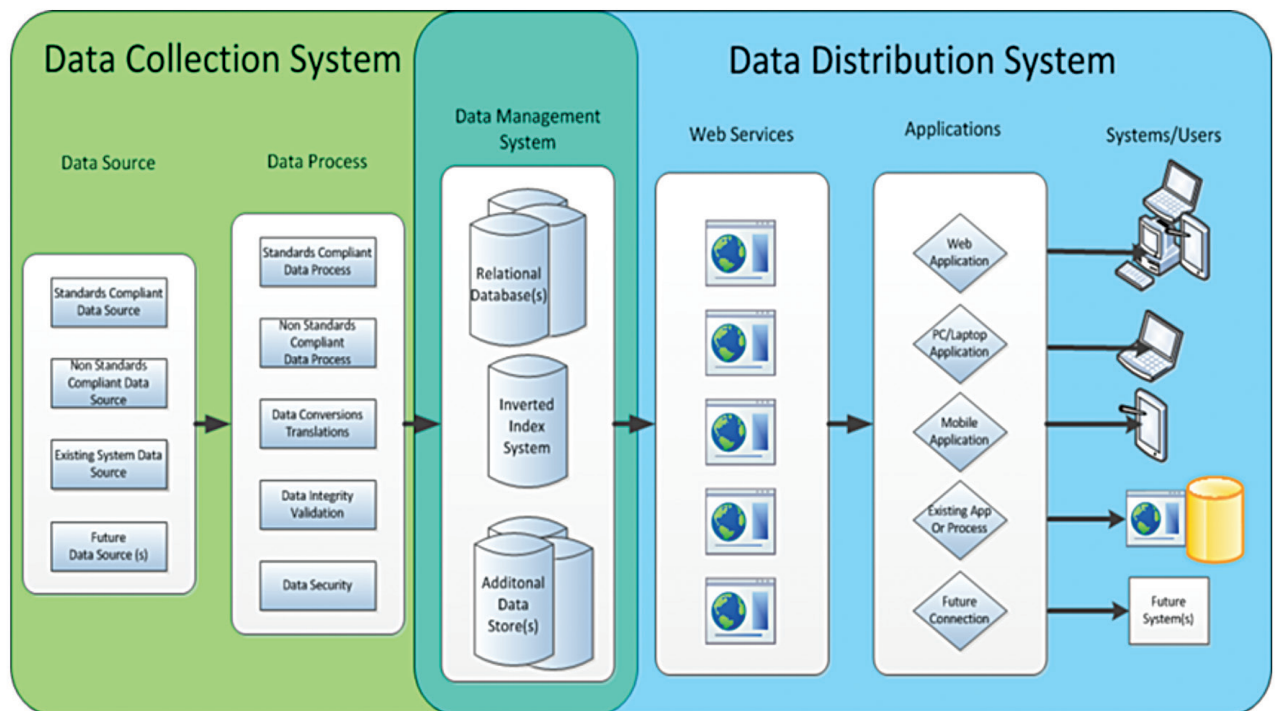 Data Collection System
Data Distribution System
Data Source
Standards Compliant
Data Source
Non Standards
Compliant Data
Source
Existing System Data
Source
Future
Data Source (s)
Data Process
Standards Compliant
Data Process
Non Standards
Compliant
Data Process
Data Conversions
Translations
Data Integrity
Validation
Data Security
Data Management
System
Relational
Database(s)
Inverted
Index
System
Additonal
Data
Store(s)
Web Services
Applications
Web
Application
PC/Laptop
Application
Mobile
Application
Existing App
Or Process
Future
Connection
Systems/Users
Future
System(s)